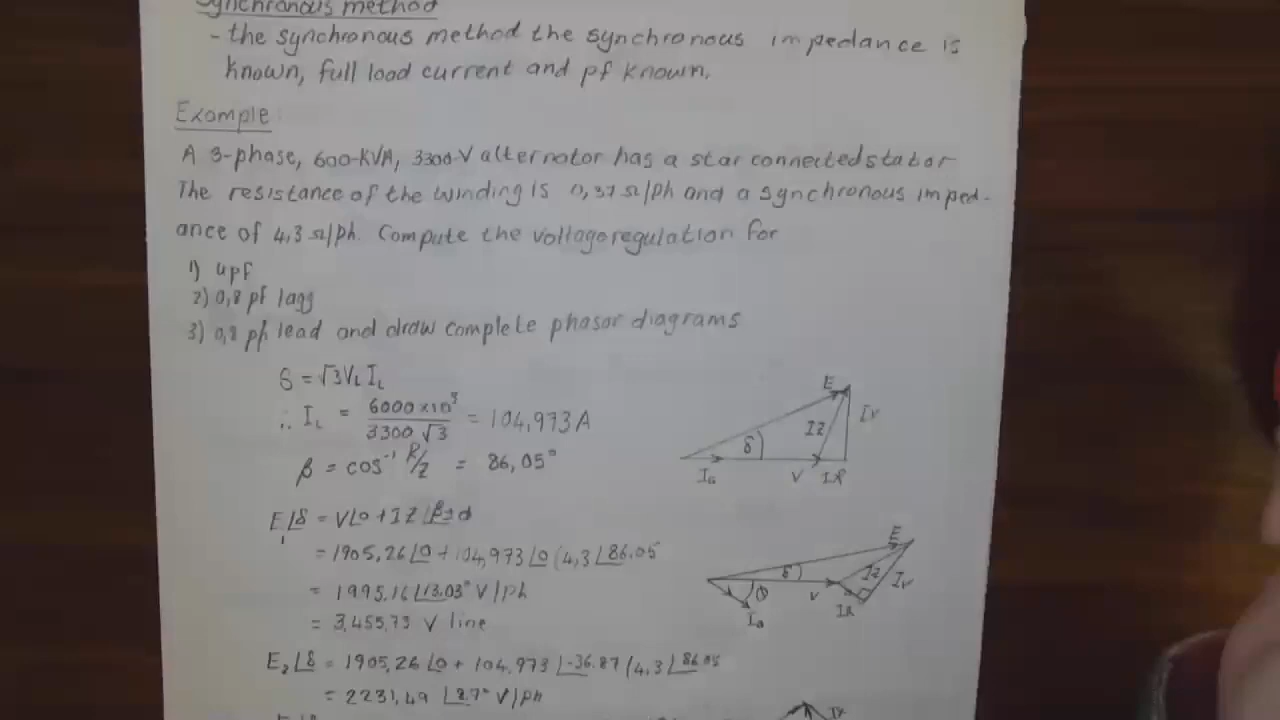 Synchronous method
- the synchronous method the synchronous impedance is
known, full load current and pf known.
Example
A 3-phase, 600-KVA, 3300-V alternator has a star connected stator
The resistance of the winding is 0,37 Ω/ph and a synchronous imped-
ance of 4,3 Ω/ph. Compute the voltage regulation for
1) upf
2) 0,8 pf lagg
3) 0,8 pf lead and draw complete phasor diagrams
S = √3 VL IL
∴ IL = 6000 x10³ / 3300 √3 = 104,973 A
β = cos⁻¹ R/Z = 86,05°
E Iv
IZ
δ
Ia V IR
E1∠δ = V∠0 + IZ∠β±α
= 1905,26∠0 + 104,973∠0 (4,3∠86.05
= 1995,16∠13.03° V/ph
= 3,455,73 V line
E
δ IZ Iv
θ V
Ia IR
E2∠δ = 1905,26∠0 + 104,973∠-36.87 (4,3∠86.05
= 2231,49∠8.7° V/ph